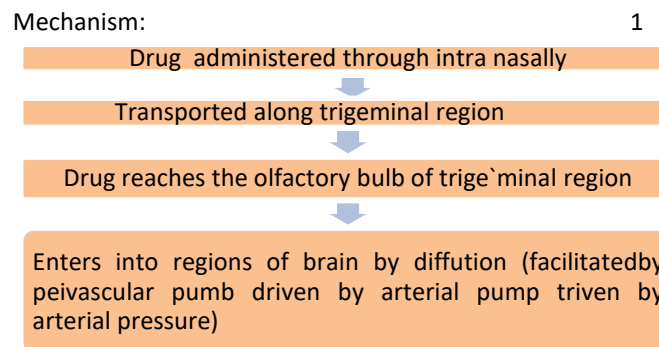 Mechanism: 1
Drug administered through intra nasally
Transported along trigeminal region
Drug reaches the olfactory bulb of trige`minal region
Enters into regions of brain by diffution (facilitatedby
peivascular pumb driven by arterial pump triven by
arterial pressure)